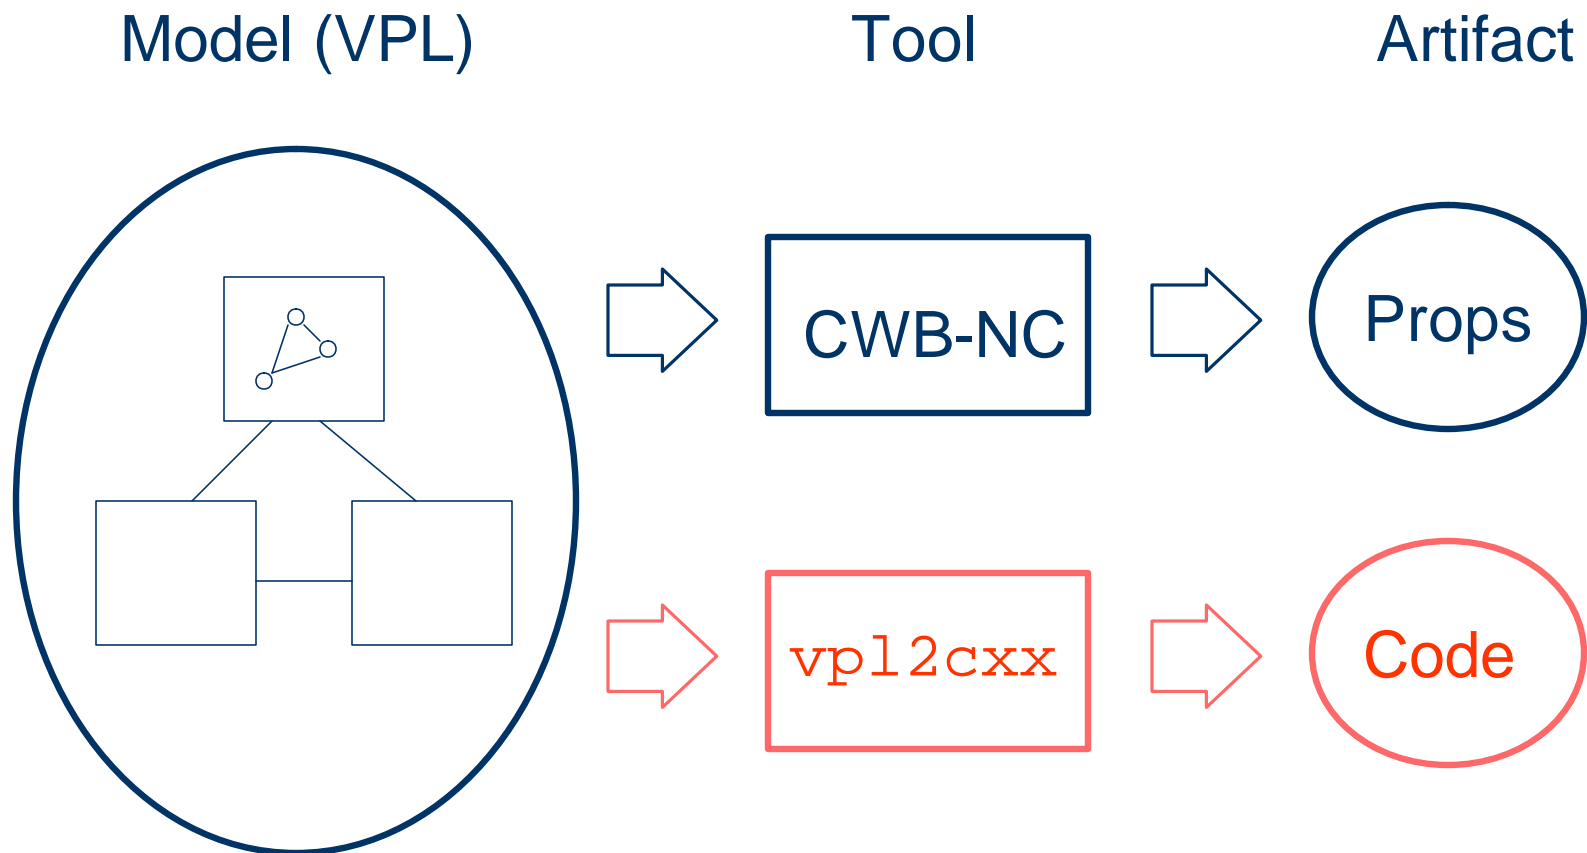 Model (VPL)
Tool
Artifact
CWB-NC
Props
vpl2cxx
Code